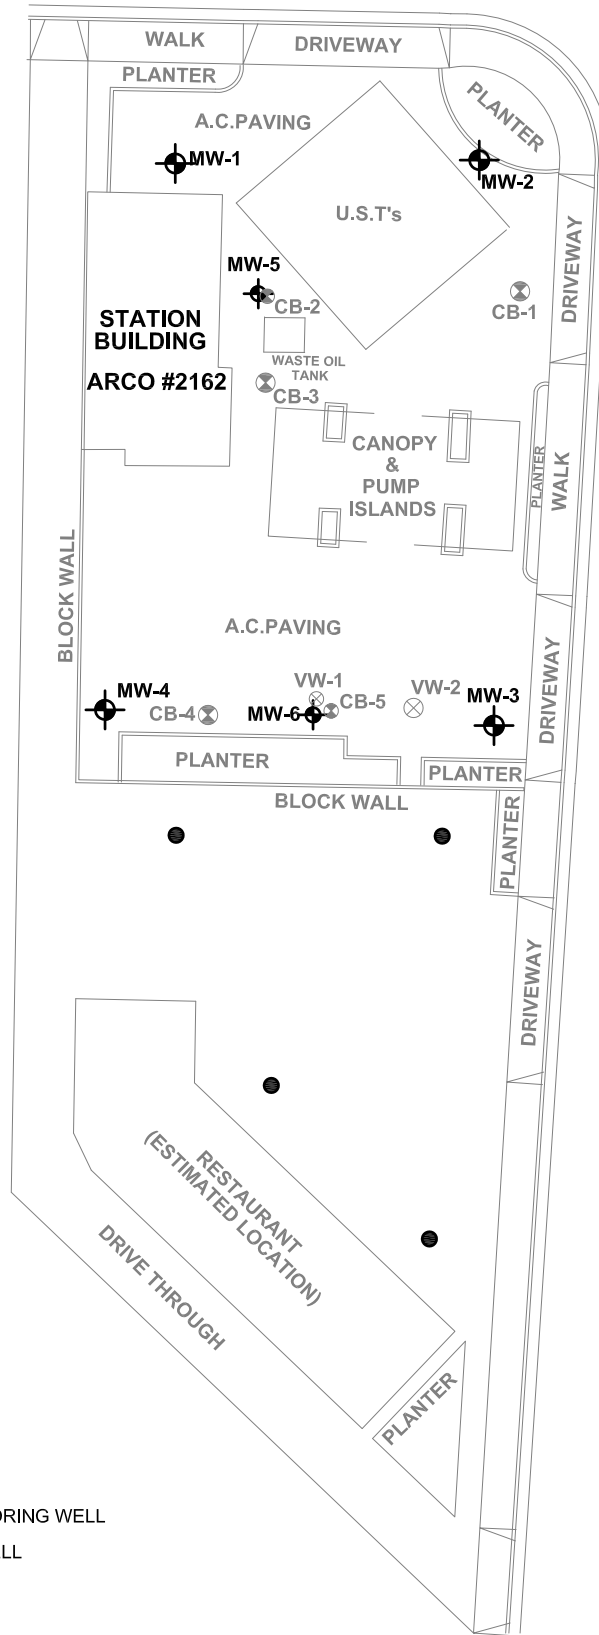 WALK
DRIVEWAY
PLANTER
PLANTER
A.C.PAVING
MW-1
MW-2
U.S.T's
DRIVEWAY
MW-5
CB-2
CB-1
STATION
BUILDING
ARCO #2162
WASTE OIL
TANK
CB-3
CANOPY
&
PUMP
ISLANDS
PLANTER
WALK
BLOCK WALL
A.C.PAVING
DRIVEWAY
MW-4
CB-4
VW-1
MW-6
CB-5
VW-2
MW-3
PLANTER
PLANTER
BLOCK WALL
PLANTER
DRIVEWAY
RESTAURANT
(ESTIMATED LOCATION)
DRIVE THROUGH
PLANTER
ORING WELL
LL